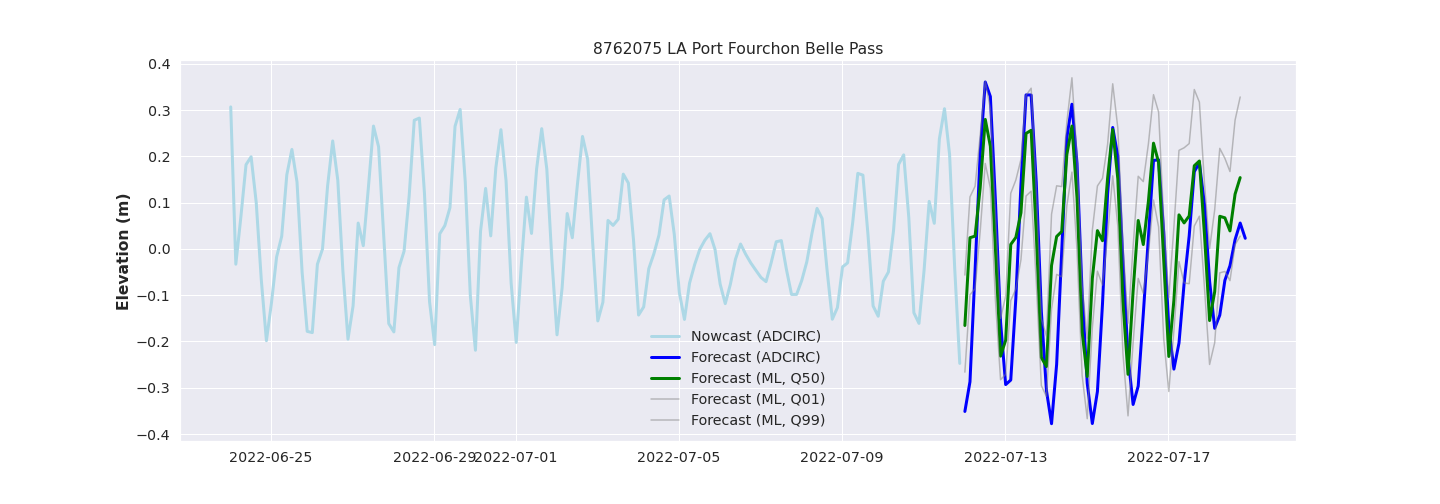 8762075 LA Port Fourchon Belle Pass
Elevation (m)
0.4
0.3
0.2
0.1
0.0
−0.1
−0.2
−0.3
−0.4
Nowcast (ADCIRC)
Forecast (ADCIRC)
Forecast (ML, Q50)
Forecast (ML, Q01)
Forecast (ML, Q99)
2022-06-25 2022-06-29 2022-07-01 2022-07-05 2022-07-09 2022-07-13 2022-07-17